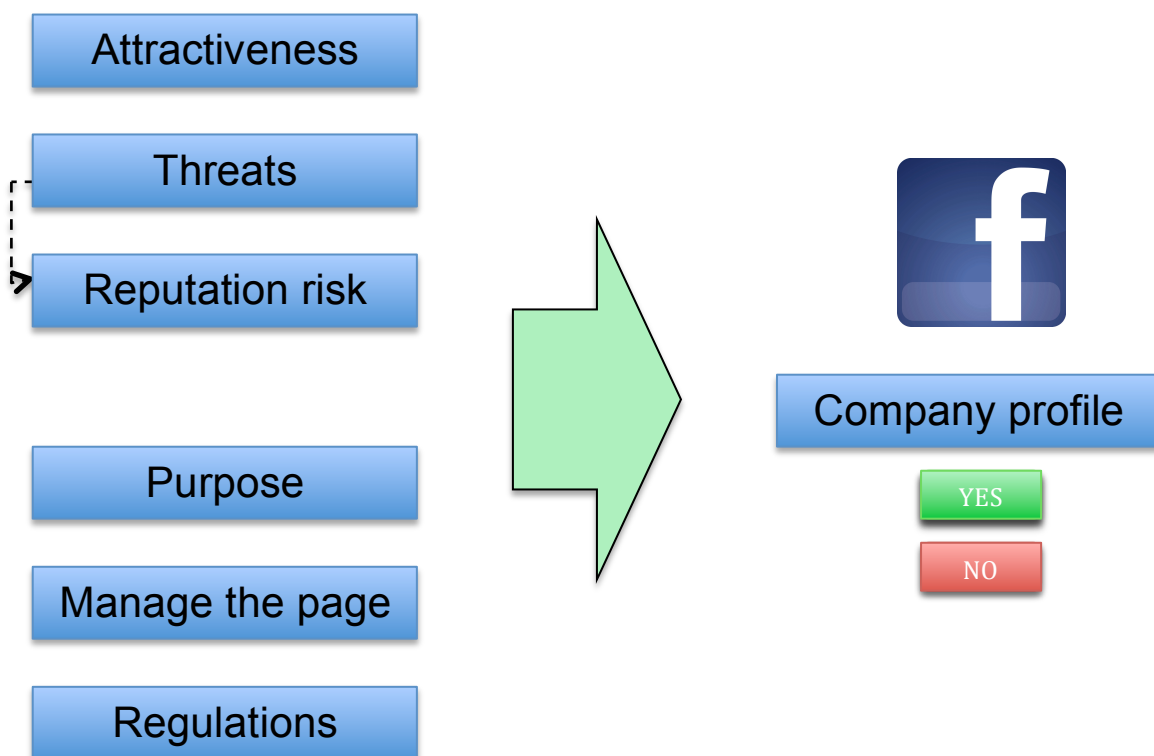 Attractiveness
Threats
Reputation risk
Purpose
Manage the page
Regulations
f
Company profile
YES
NO